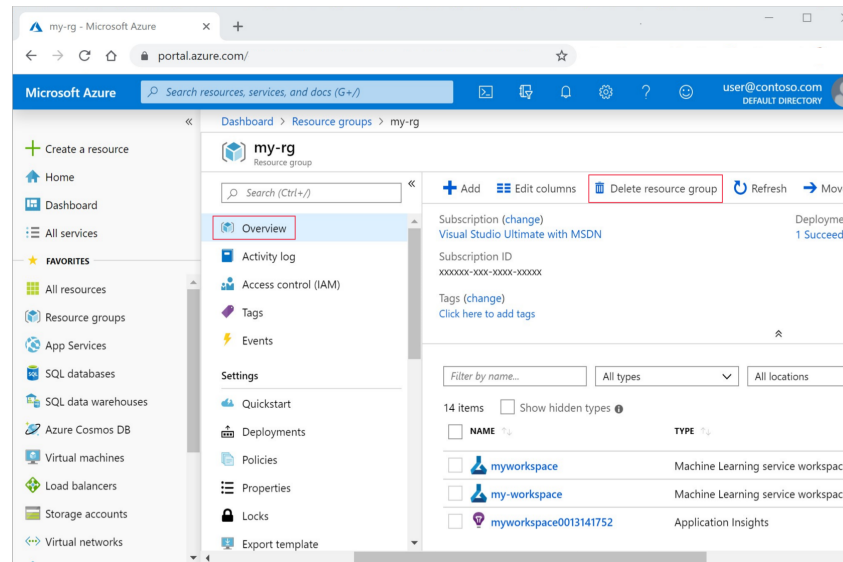 my-rg - Microsoft Azure
portal.azure.com/
Microsoft Azure
Search resources, services, and docs (G+/)
user@contoso.com
DEFAULT DIRECTORY
Create a resource
Home
Dashboard
All services
FAVORITES
All resources
Resource groups
App Services
SQL databases
SQL data warehouses
Azure Cosmos DB
Virtual machines
Load balancers
Storage accounts
Virtual networks
Dashboard > Resource groups > my-rg
my-rg
Resource group
Search (Ctrl+/)
Overview
Activity log
Access control (IAM)
Tags
Events
Settings
Quickstart
Deployments
Policies
Properties
Locks
Export template
Add Edit columns Delete resource group Refresh Mov
Subscription (change) Deployme
Visual Studio Ultimate with MSDN 1 Succeed
Subscription ID
xxxxxx-xxx-xxxx-xxxxx
Tags (change)
Click here to add tags
Filter by name... All types All locations
14 items Show hidden types
NAME TYPE
myworkspace Machine Learning service workspac
my-workspace Machine Learning service workspac
myworkspace0013141752 Application Insights